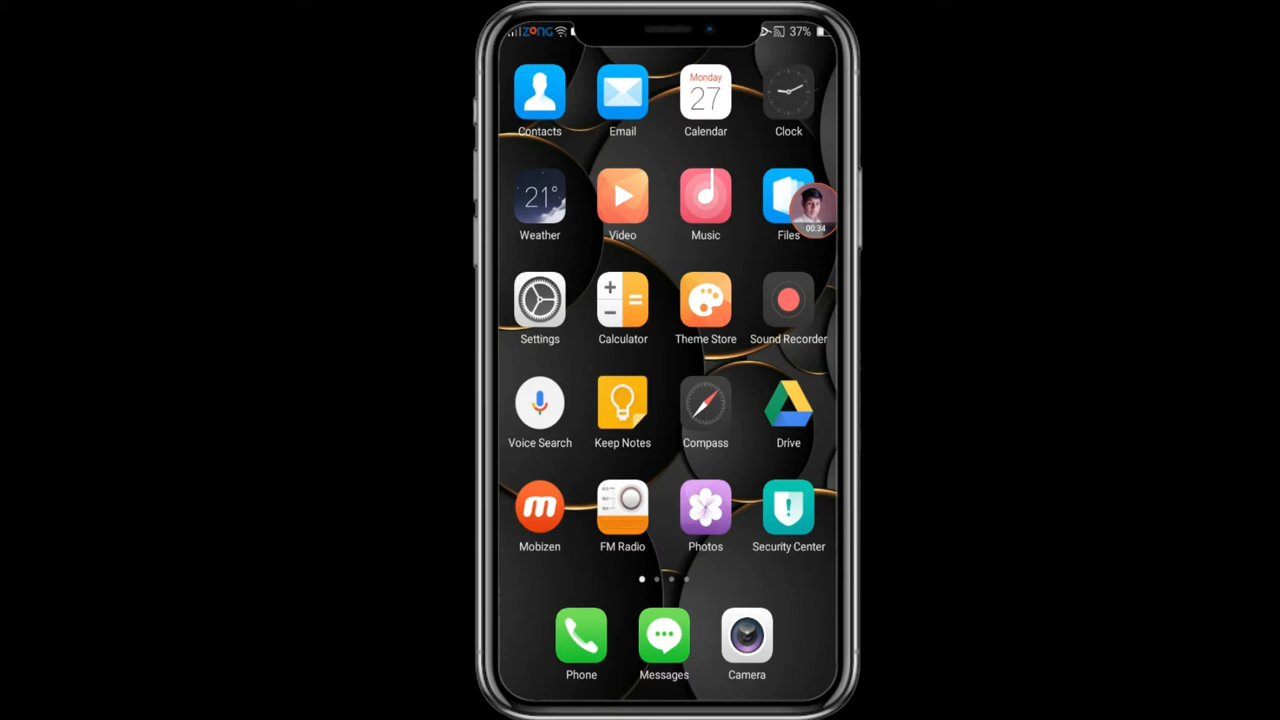 ZONG 37%
Monday
27
Contacts Email Calendar Clock
21°
Weather Video Music Files
00:34
Settings Calculator Theme Store Sound Recorder
Voice Search Keep Notes Compass Drive
m
Mobizen FM Radio Photos Security Center
Phone Messages Camera